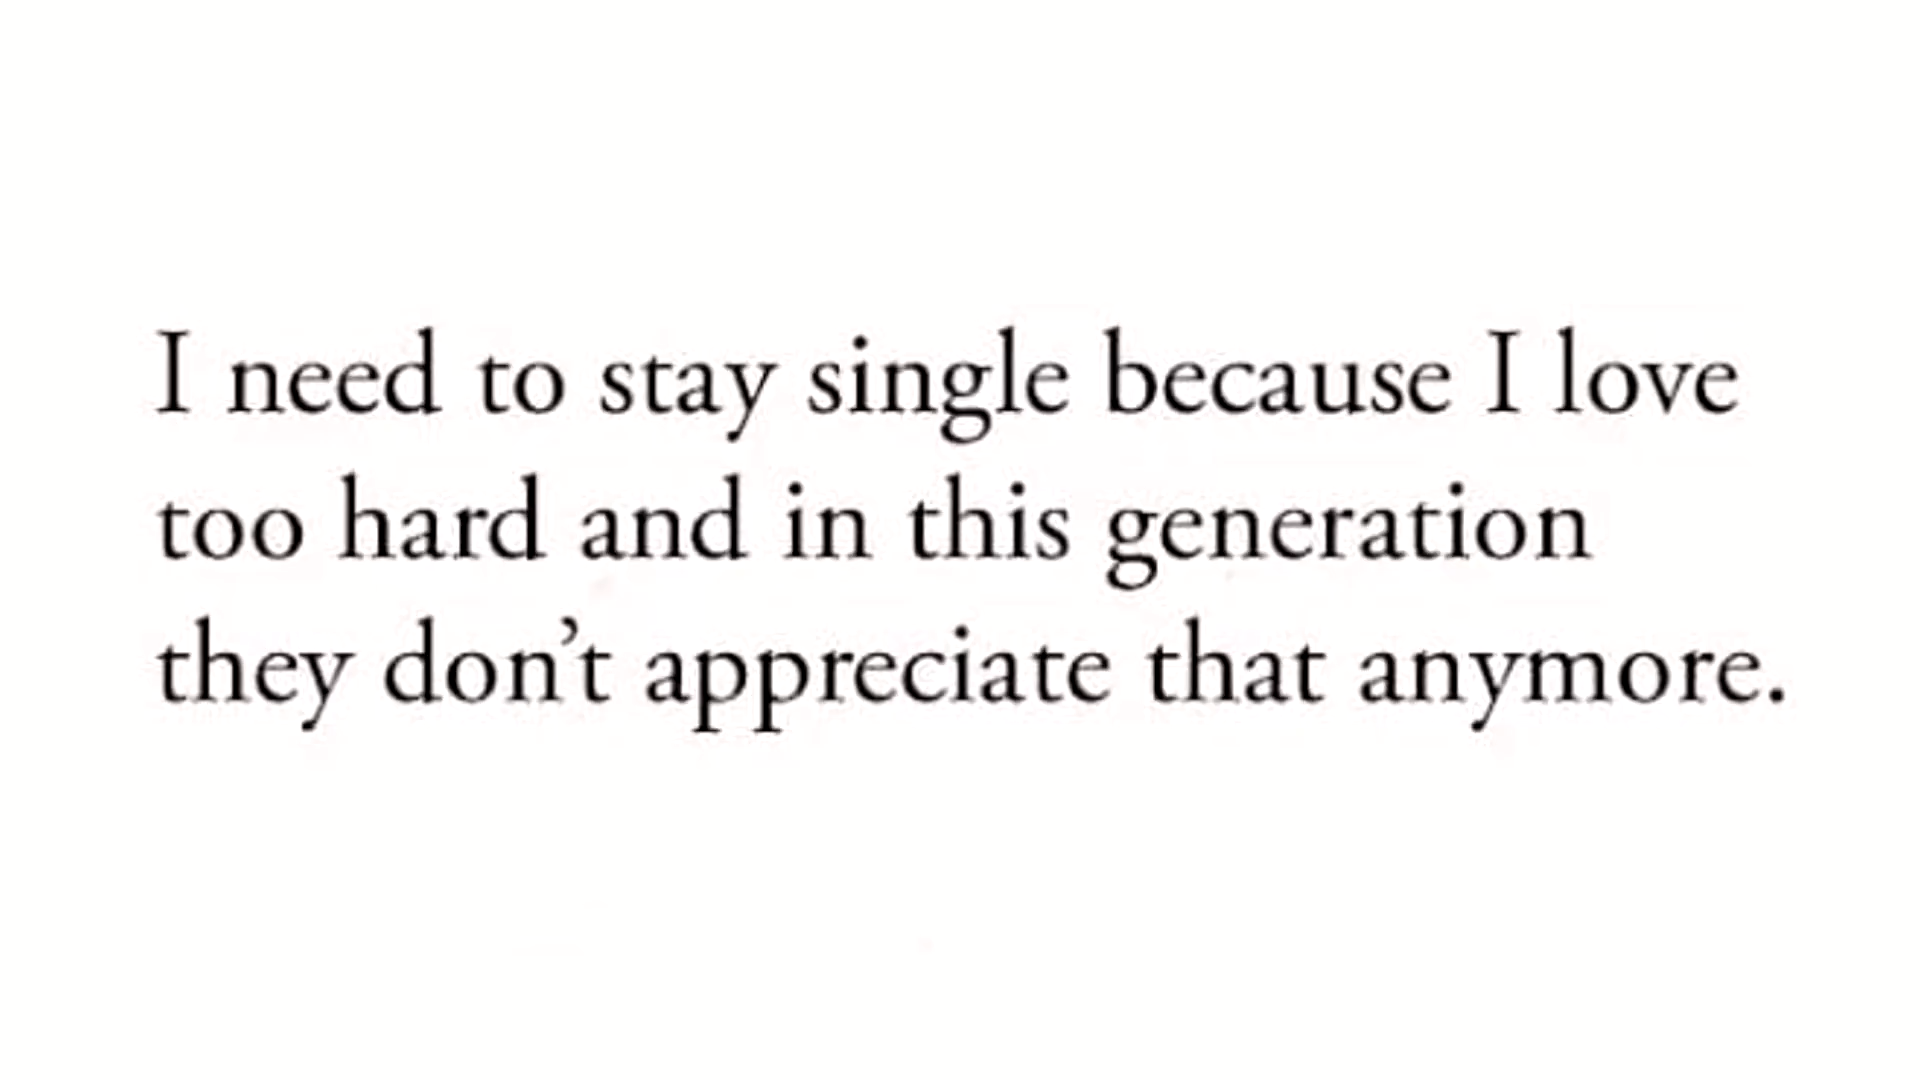 I need to stay single because I love
too hard and in this generation
they don’t appreciate that anymore.